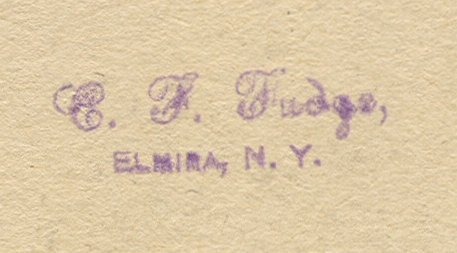 C. F. Fudge,
ELMIRA, N. Y.